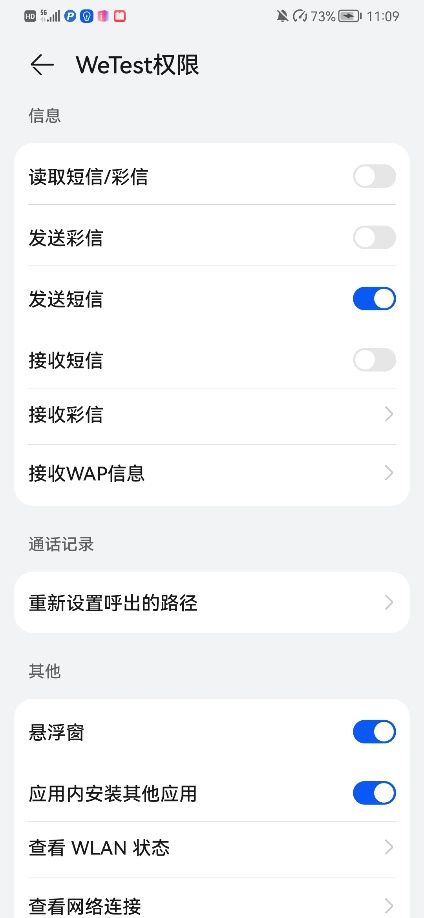 HD 5G 73% 11:09
WeTest权限
信息
读取短信/彩信
发送彩信
发送短信
接收短信
接收彩信
接收WAP信息
通话记录
重新设置呼出的路径
其他
悬浮窗
应用内安装其他应用
查看 WLAN 状态
查看网络连接